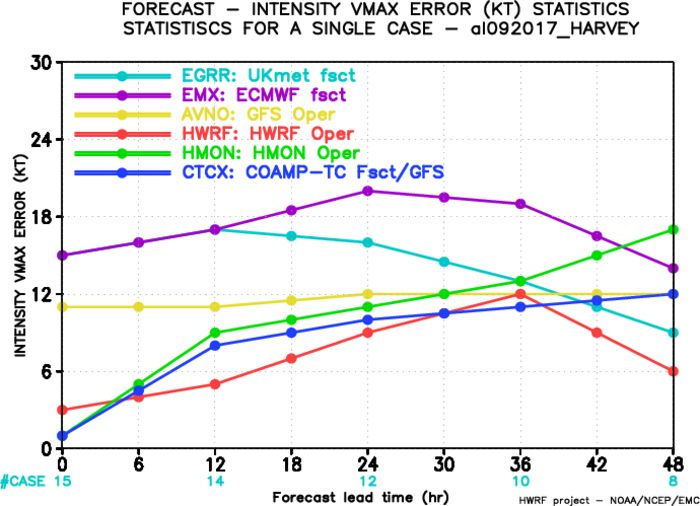 FORECAST – INTENSITY VMAX ERROR (KT) STATISTICS
STATISTISCS FOR A SINGLE CASE – al092017_HARVEY
30
24
18
12
6
0
INTENSITY VMAX ERROR (KT)
EGRR: UKmet fsct
EMX: ECMWF fsct
AVNO: GFS Oper
HWRF: HWRF Oper
HMON: HMON Oper
CTCX: COAMP–TC Fsct/GFS
0 6 12 18 24 30 36 42 48
#CASE 15 14 12 10 8
Forecast lead time (hr)
HWRF project – NOAA/NCEP/EMC